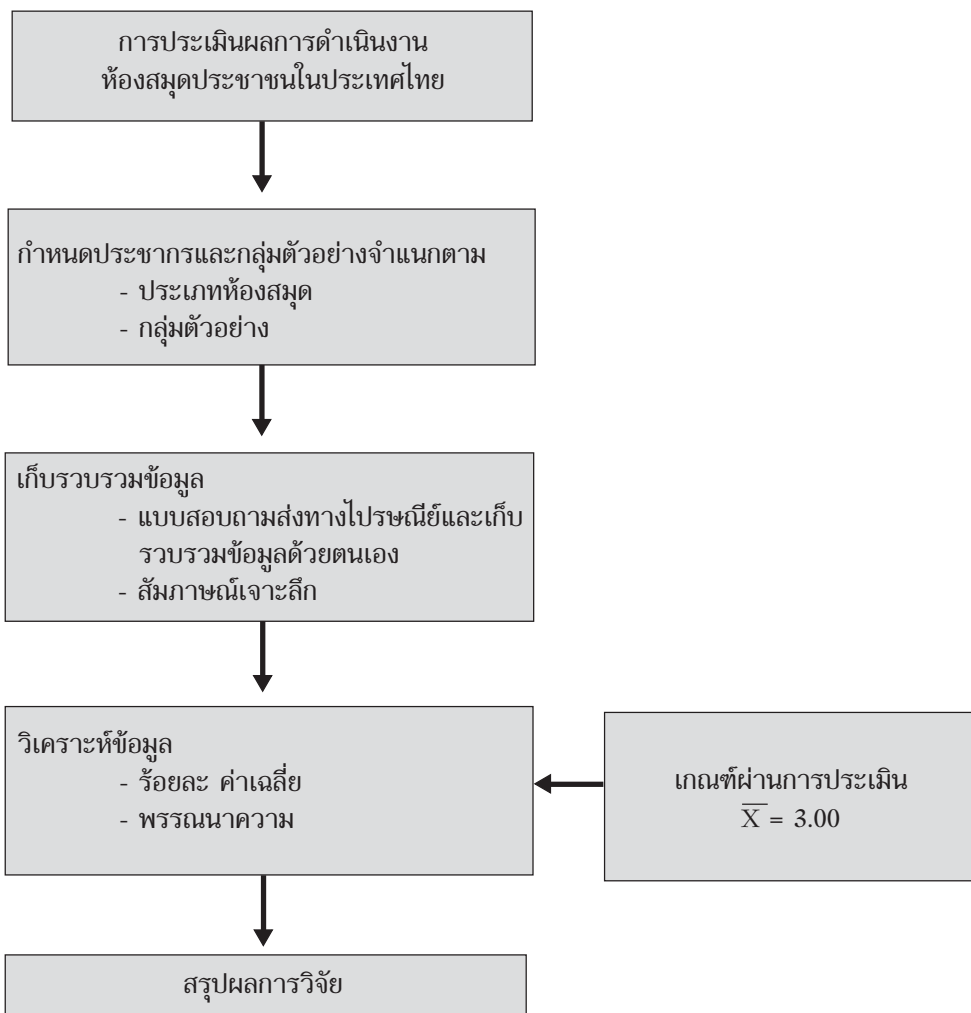 การประเมินผลการดำเนินงาน
ห้องสมุดประชาชนในประเทศไทย
กำหนดประชากรและกลุ่มตัวอย่างจำแนกตาม
- ประเภทห้องสมุด
- กลุ่มตัวอย่าง
เก็บรวบรวมข้อมูล
- แบบสอบถามส่งทางไปรษณีย์และเก็บ
รวบรวมข้อมูลด้วยตนเอง
- สัมภาษณ์เจาะลึก
วิเคราะห์ข้อมูล
- ร้อยละ ค่าเฉลี่ย
- พรรณนาความ
เกณฑ์ผ่านการประเมิน
X̅ = 3.00
สรุปผลการวิจัย